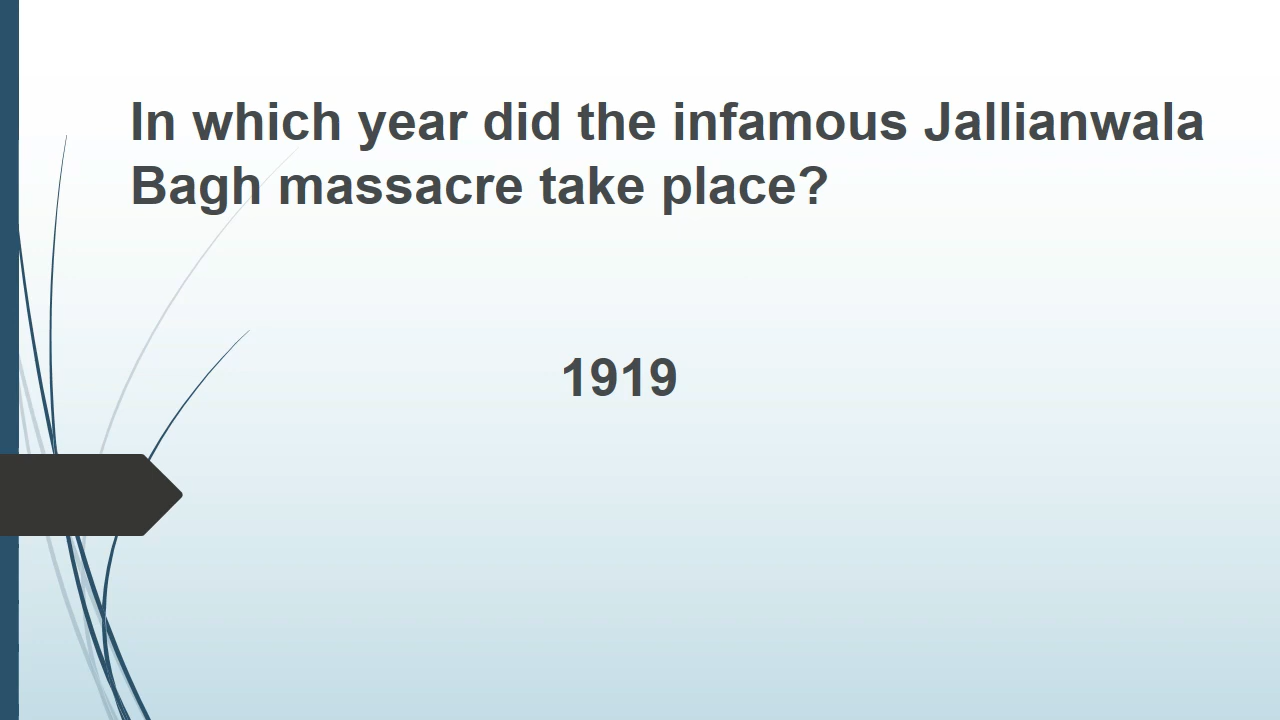 In which year did the infamous Jallianwala
Bagh massacre take place?
1919